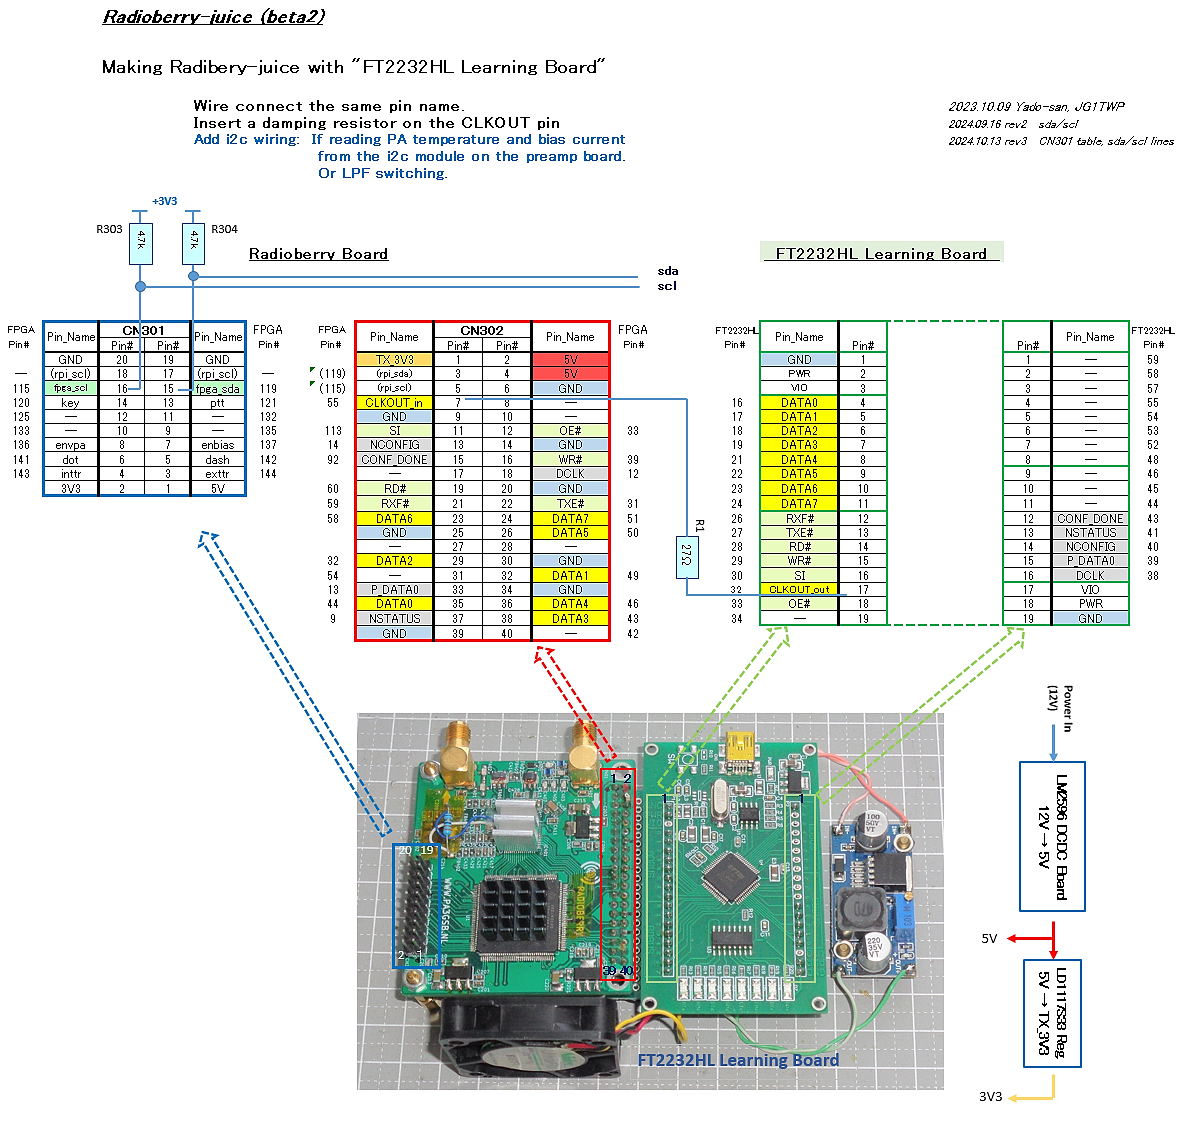 Radioberry-juice (beta2)
Making Radibery-juice with "FT2232HL Learning Board"
Wire connect the same pin name.
Insert a damping resistor on the CLKOUT pin
Add i2c wiring: If reading PA temperature and bias current
from the i2c module on the preamp board.
Or LPF switching.
2023.10.09 Yado-san, JG1TWP
2024.09.16 rev2 sda/scl
2024.10.13 rev3 CN301 table, sda/scl lines
+3V3
R303 4.7k 4.7k R304
Radioberry Board
FT2232HL Learning Board
sda
scl
FPGA Pin# Pin_Name CN301 Pin# Pin# Pin_Name FPGA Pin#
GND 20 19 GND
— (rpi_scl) 18 17 (rpi_scl) —
115 fpga_scl 16 15 fpga_sda 119
120 key 14 13 ptt 121
125 — 12 11 — 132
133 — 10 9 — 135
136 envpa 8 7 enbias 137
141 dot 6 5 dash 142
143 inttr 4 3 exttr 144
3V3 2 1 5V
FPGA Pin# Pin_Name CN302 Pin# Pin# Pin_Name FPGA Pin#
TX_3V3 1 2 5V
(119) (rpi_sda) 3 4 5V
(115) (rpi_scl) 5 6 GND
55 CLKOUT_in 7 8 —
GND 9 10 —
113 SI 11 12 OE# 33
14 NCONFIG 13 14 GND
92 CONF_DONE 15 16 WR# 39
— 17 18 DCLK 12
60 RD# 19 20 GND
59 RXF# 21 22 TXE# 31
58 DATA6 23 24 DATA7 51
GND 25 26 DATA5 50
— 27 28 —
32 DATA2 29 30 GND
54 — 31 32 DATA1 49
13 P_DATA0 33 34 GND
44 DATA0 35 36 DATA4 46
9 NSTATUS 37 38 DATA3 43
GND 39 40 — 42
R1
27Ω
FT2232HL Pin# Pin_Name Pin#
GND 1
PWR 2
VIO 3
16 DATA0 4
17 DATA1 5
18 DATA2 6
19 DATA3 7
21 DATA4 8
22 DATA5 9
23 DATA6 10
24 DATA7 11
26 RXF# 12
27 TXE# 13
28 RD# 14
29 WR# 15
30 SI 16
32 CLKOUT_out 17
33 OE# 18
34 — 19
Pin# Pin_Name FT2232HL Pin#
1 — 59
2 — 58
3 — 57
4 — 55
5 — 54
6 — 53
7 — 52
8 — 48
9 — 46
10 — 45
11 — 44
12 CONF_DONE 43
13 NSTATUS 41
14 NCONFIG 40
15 P_DATA0 39
16 DCLK 38
17 VIO
18 PWR
19 GND
Power In
(12V)
LM2596 DCDC Board
12V → 5V
5V
LD1117S33 Reg
5V → TX_3V3
3V3
20 19
2 1
1 2
39 40
1
1
WWW.PA3GSB.NL
RADIOBERRY
SW
100
50V
VT
220
35V
VT
FT2232HL Learning Board